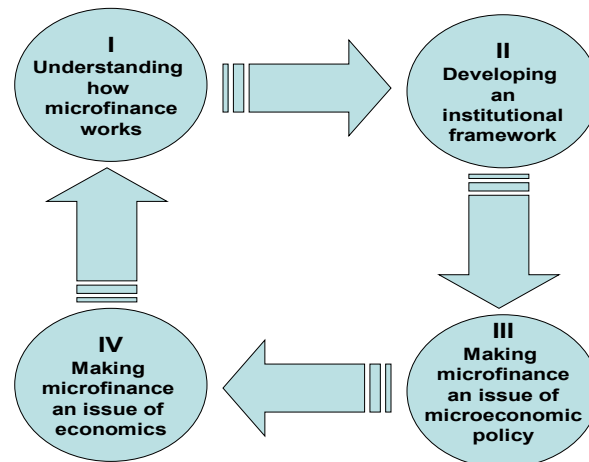 I
Understanding
how
microfinance
works
II
Developing
an
institutional
framework
III
Making
microfinance
an issue of
microeconomic
policy
IV
Making
microfinance
an issue of
economics